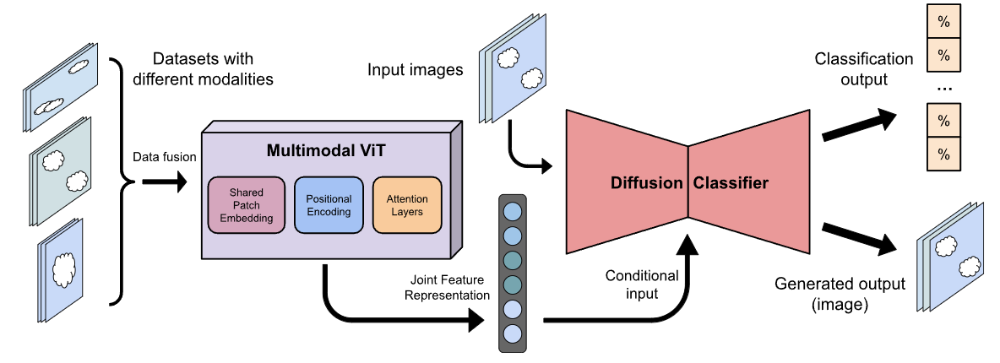 Datasets with
different modalities
Data fusion
Multimodal ViT
Shared
Patch
Embedding
Positional
Encoding
Attention
Layers
Joint Feature
Representation
Input images
Diffusion
Classifier
Conditional
input
Classification
output
%
%
...
%
%
Generated output
(image)